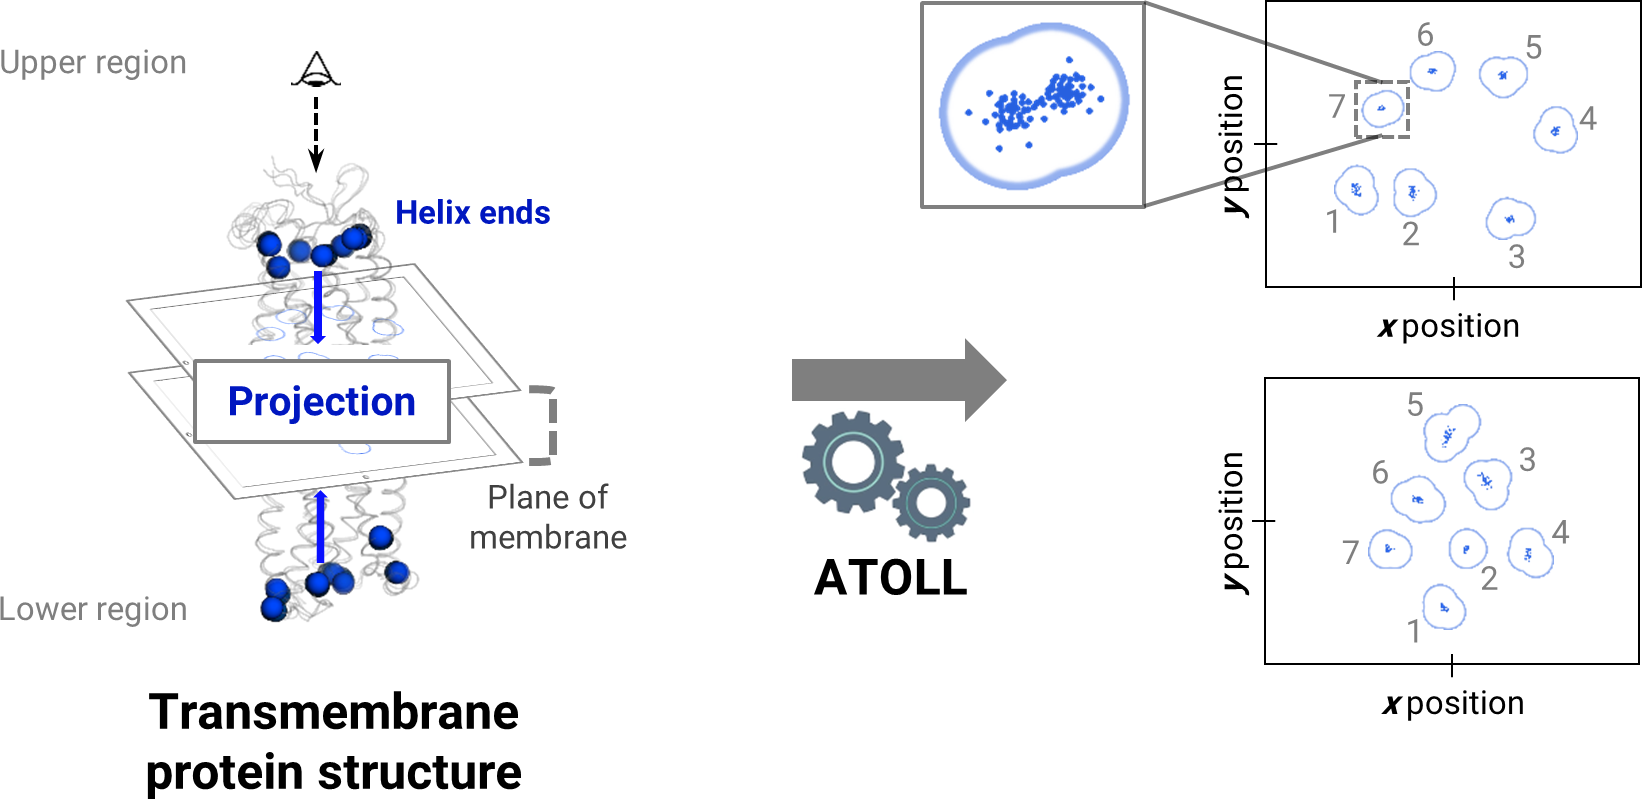 Upper region
Helix ends
Projection
Plane of
membrane
Lower region
Transmembrane
protein structure
ATOLL
6
5
7
4
1
2
3
y position
x position
5
3
6
4
7
2
1
y position
x position